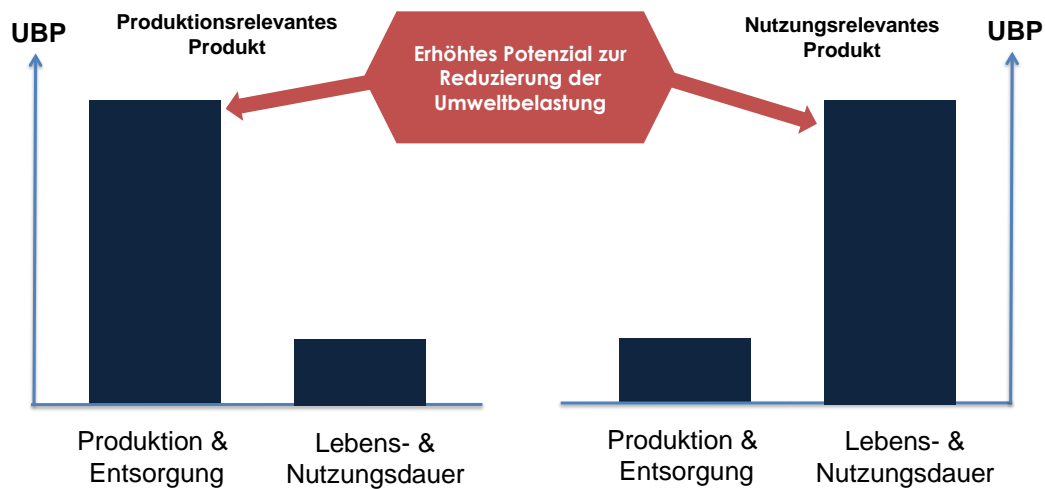 UBP
Produktionsrelevantes
Produkt
Erhöhtes Potenzial zur
Reduzierung der
Umweltbelastung
Nutzungsrelevantes
Produkt
UBP
Produktion &
Entsorgung
Lebens- &
Nutzungsdauer
Produktion &
Entsorgung
Lebens- &
Nutzungsdauer